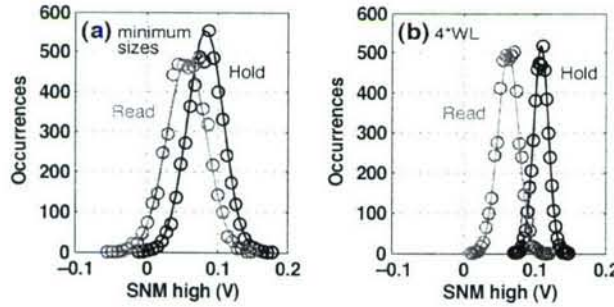 (a) minimum
sizes
Hold
Read
Occurrences
600
500
400
300
200
100
0
−0.1 0 0.1 0.2
SNM high (V)
(b) 4*WL
Hold
Read
Occurrences
600
500
400
300
200
100
0
−0.1 0 0.1 0.2
SNM high (V)